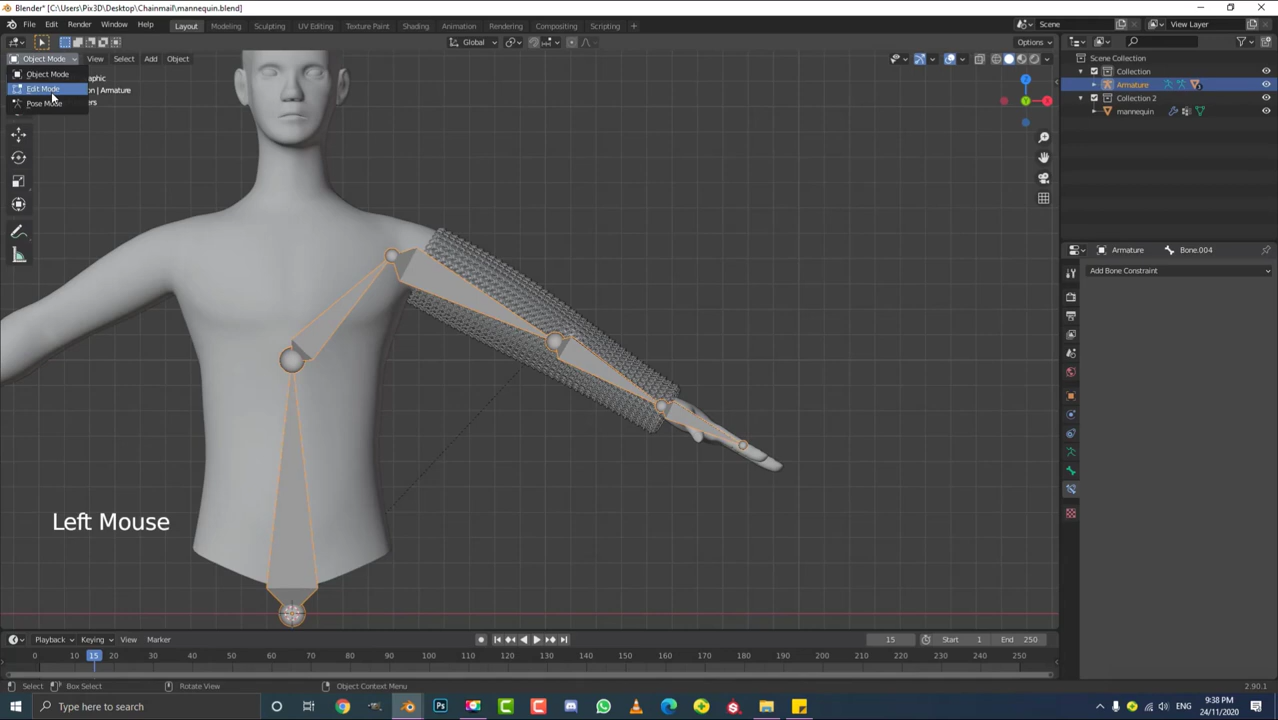 Blender* [C:\Users\Pix3D\Desktop\Chainmail\mannequin.blend]
File Edit Render Window Help Layout Modeling Sculpting UV Editing Texture Paint Shading Animation Rendering Compositing Scripting Scene View Layer
Global Options
Object Mode View Select Add Object
Object Mode
Edit Mode
Pose Mode
Scene Collection
Collection
Armature
Collection 2
mannequin
Armature Bone.004
Add Bone Constraint
Left Mouse
Playback Keying View Marker 15 Start 1 End 250
0 10 15 20 30 40 50 60 70 80 90 100 110 120 130 140 150 160 170 180 190 200 210 220 230 240 250
Select Box Select Rotate View Object Context Menu 2.90.1
Type here to search
9:38 PM
24/11/2020